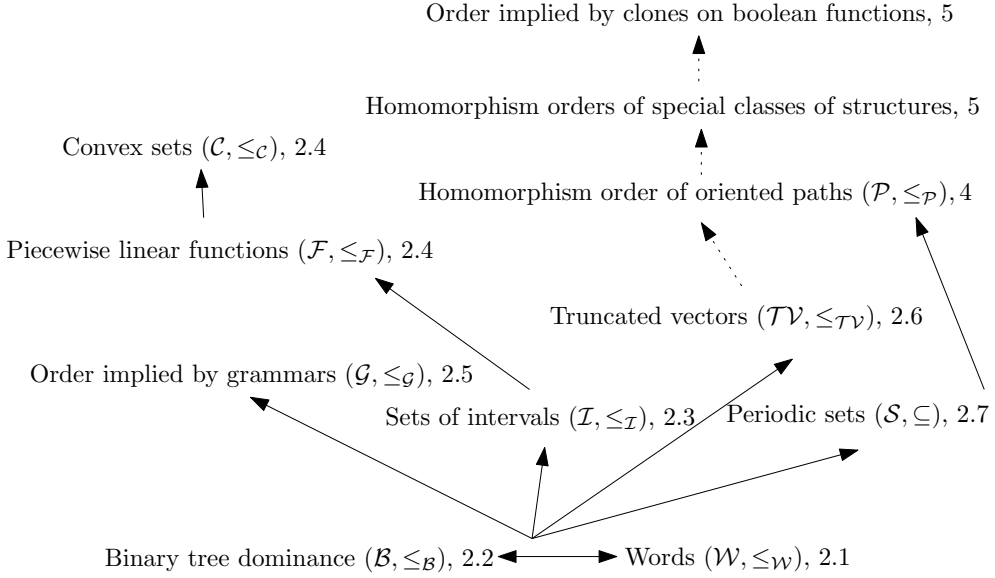 Order implied by clones on boolean functions, 5
Homomorphism orders of special classes of structures, 5
Convex sets (𝒞, ≤_𝒞), 2.4
Homomorphism order of oriented paths (𝒫, ≤_𝒫), 4
Piecewise linear functions (ℱ, ≤_ℱ), 2.4
Truncated vectors (𝒯𝒱, ≤_𝒯𝒱), 2.6
Order implied by grammars (𝒢, ≤_𝒢), 2.5
Sets of intervals (ℐ, ≤_ℐ), 2.3
Periodic sets (𝒮, ⊆), 2.7
Binary tree dominance (ℬ, ≤_ℬ), 2.2
Words (𝒲, ≤_𝒲), 2.1